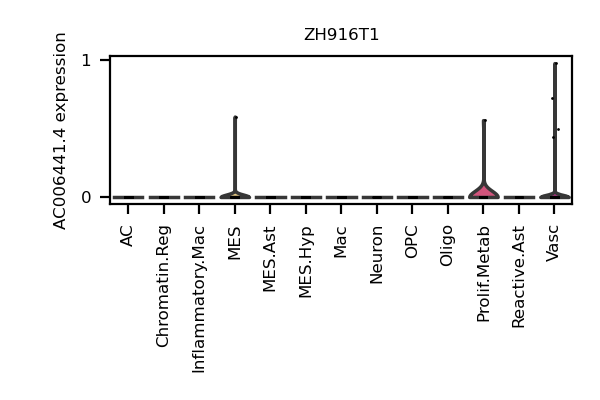 ZH916T1
AC006441.4 expression
1
0
AC
Chromatin.Reg
Inflammatory.Mac
MES
MES.Ast
MES.Hyp
Mac
Neuron
OPC
Oligo
Prolif.Metab
Reactive.Ast
Vasc